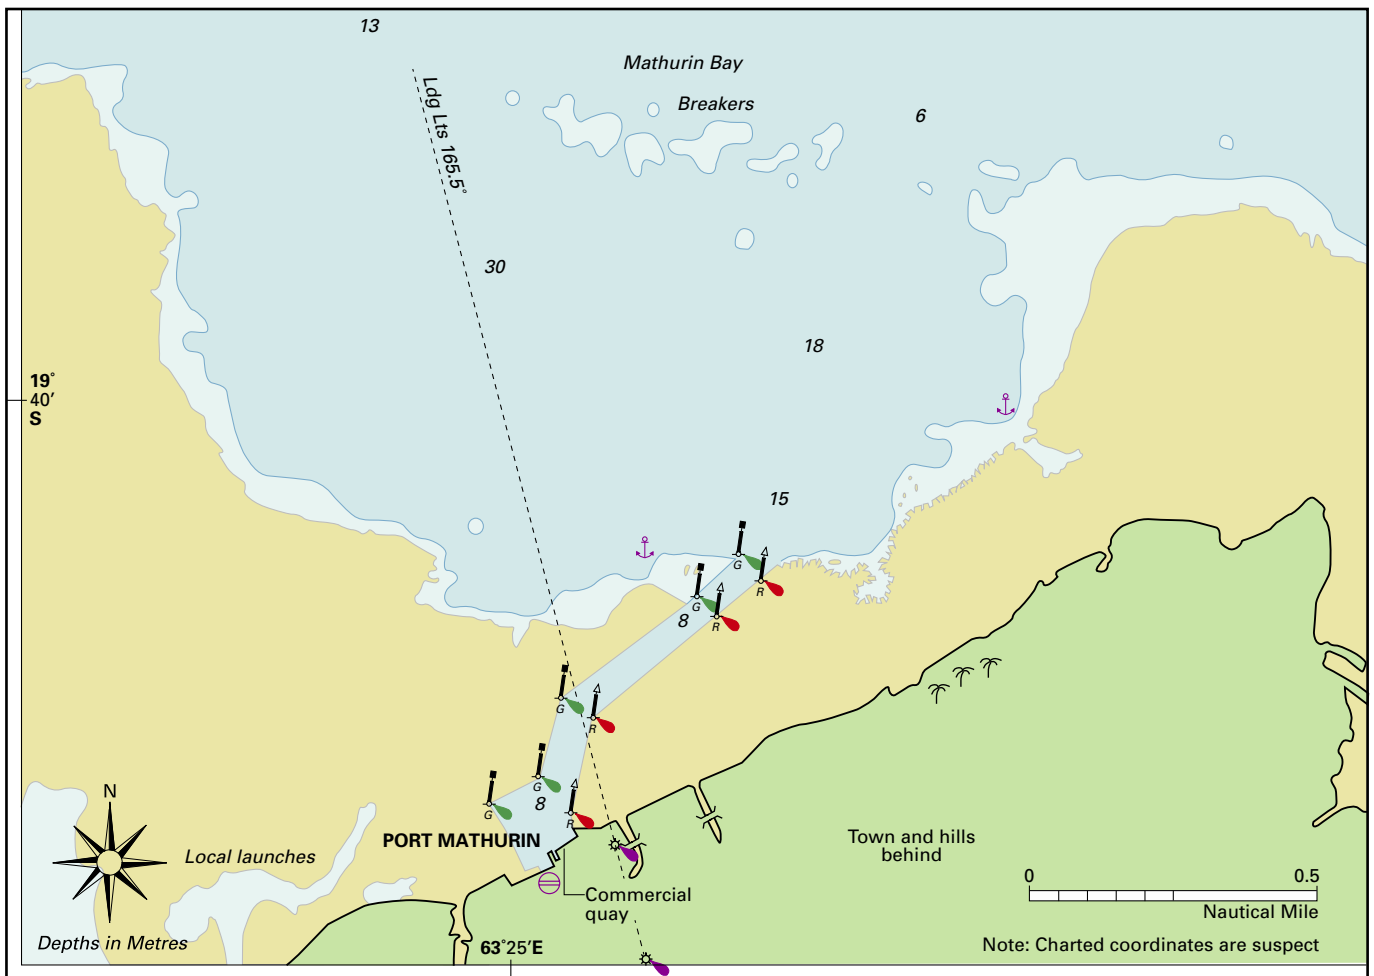 13
Mathurin Bay
Ldg Lts 165.5°
Breakers
6
30
18
19°
40'
S
15
G
R
G
R
8
G
R
G
8
G
R
N
PORT MATHURIN
Local launches
Town and hills
behind
Commercial
quay
0 0.5
Nautical Mile
Depths in Metres
63°25'E
Note: Charted coordinates are suspect